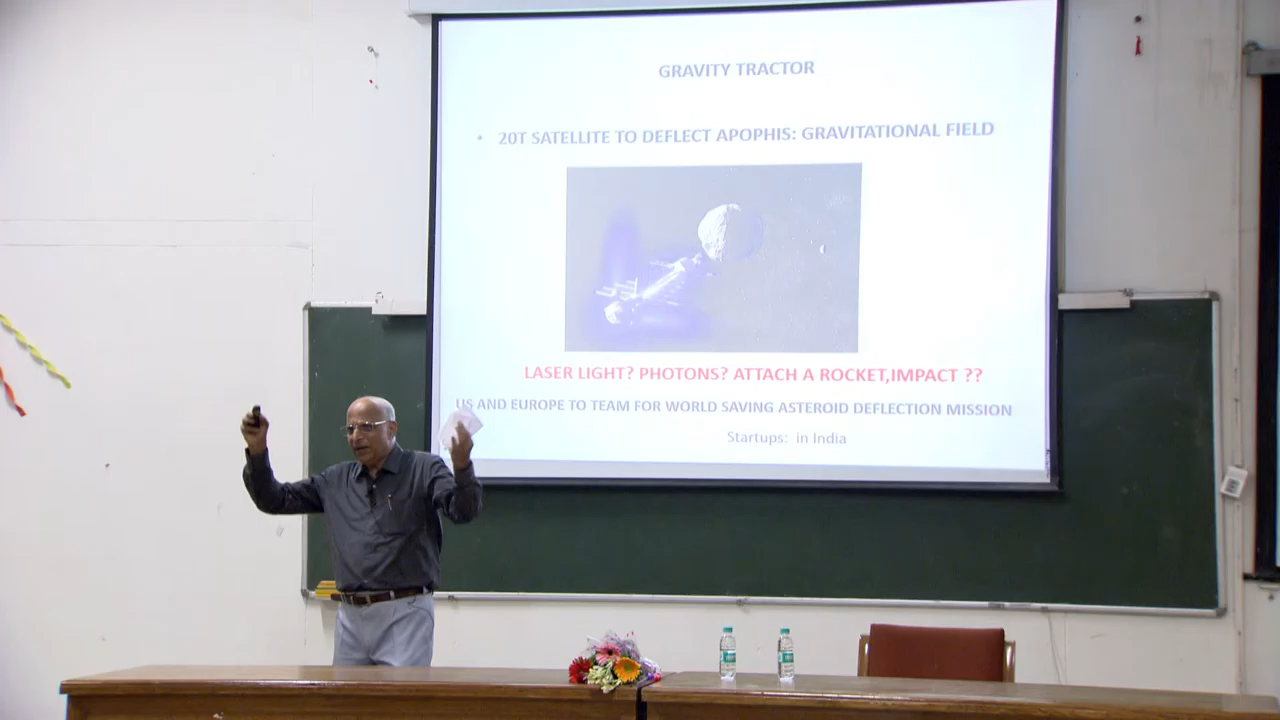 GRAVITY TRACTOR
• 20T SATELLITE TO DEFLECT APOPHIS: GRAVITATIONAL FIELD
LASER LIGHT? PHOTONS? ATTACH A ROCKET,IMPACT ??
US AND EUROPE TO TEAM FOR WORLD SAVING ASTEROID DEFLECTION MISSION
Startups: in India